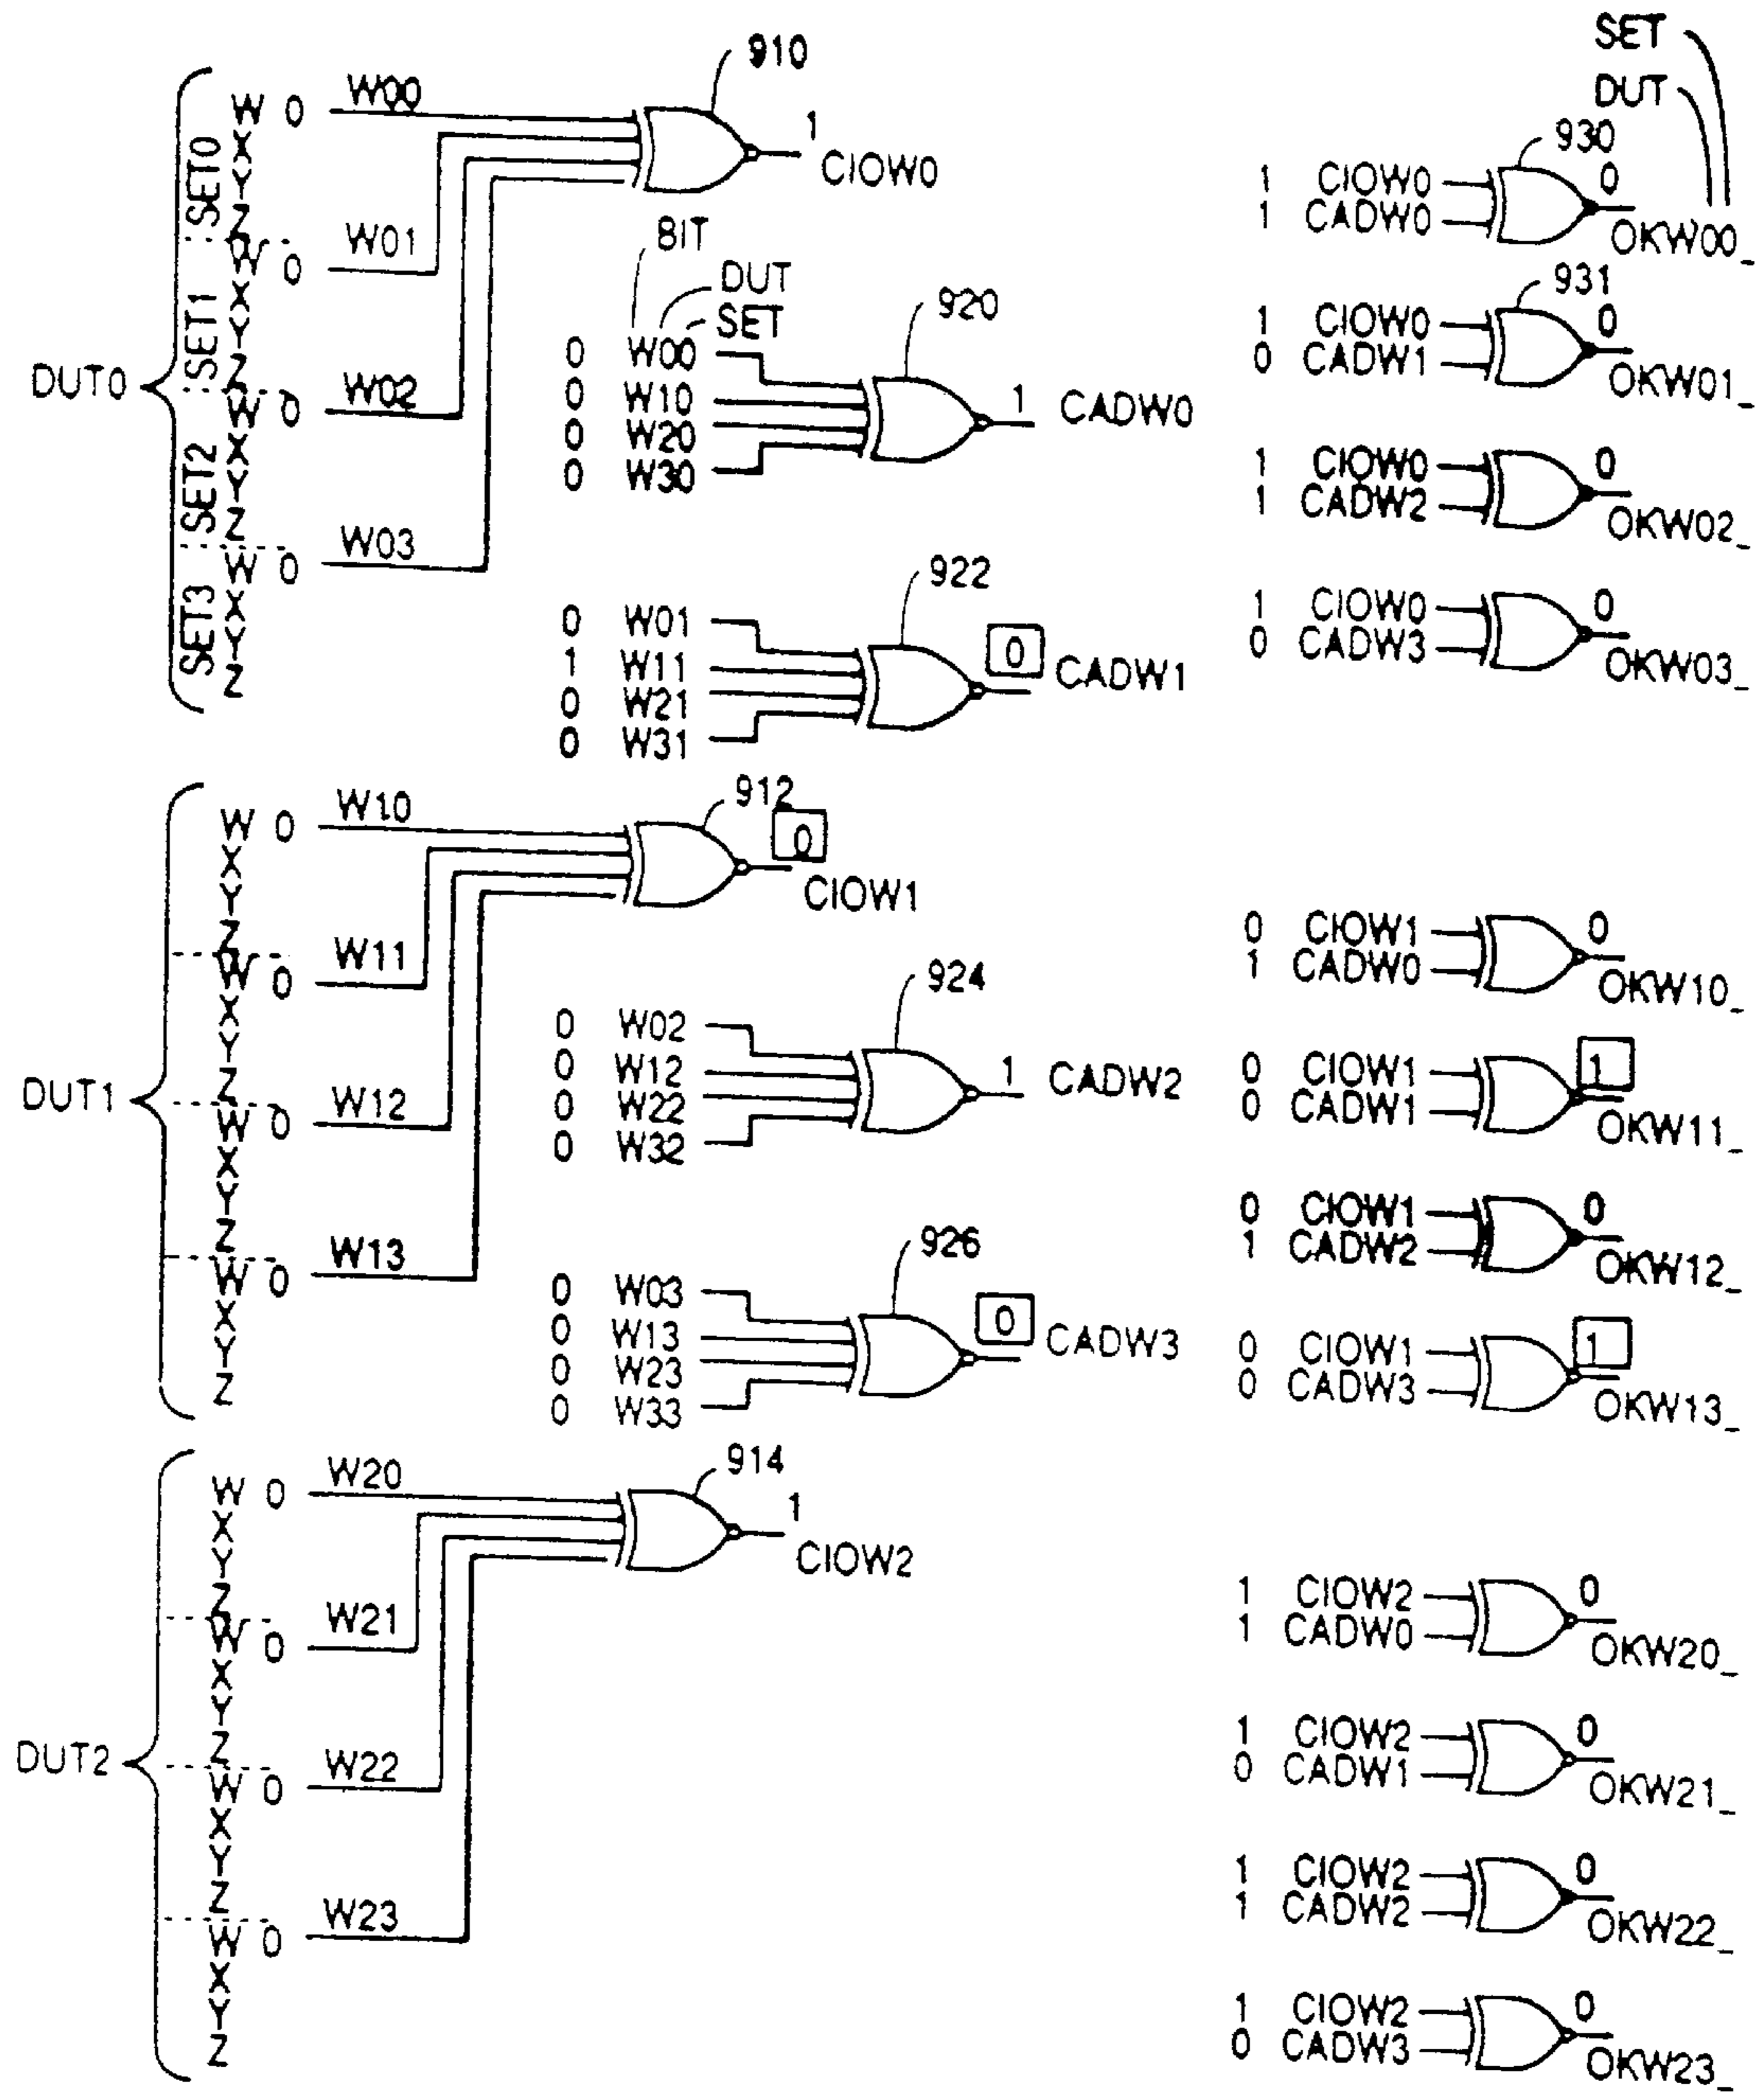 SET
DUT
910
W 0 W00
X
Y
Z
SET0
1
CIOW0
W 0 W01
X
Y
Z
SET1
W 0 W02
X
Y
Z
SET2
W 0 W03
X
Y
Z
SET3
DUT0
BIT
DUT
SET
920
0 W00
0 W10
0 W20
0 W30
1 CADW0
922
0 W01
1 W11
0 W21
0 W31
0 CADW1
930
1 CIOW0
1 CADW0
0
OKW00_
931
1 CIOW0
0 CADW1
0
OKW01_
1 CIOW0
1 CADW2
0
OKW02_
1 CIOW0
0 CADW3
0
OKW03_
912
W 0 W10
X
Y
Z
0
CIOW1
W 0 W11
X
Y
Z
W 0 W12
X
Y
Z
W 0 W13
X
Y
Z
DUT1
924
0 W02
0 W12
0 W22
0 W32
1 CADW2
926
0 W03
0 W13
0 W23
0 W33
0 CADW3
0 CIOW1
1 CADW0
0
OKW10_
0 CIOW1
0 CADW1
1
OKW11_
0 CIOW1
1 CADW2
0
OKW12_
0 CIOW1
0 CADW3
1
OKW13_
914
W 0 W20
X
Y
Z
1
CIOW2
W 0 W21
X
Y
Z
W 0 W22
X
Y
Z
W 0 W23
X
Y
Z
DUT2
1 CIOW2
1 CADW0
0
OKW20_
1 CIOW2
0 CADW1
0
OKW21_
1 CIOW2
1 CADW2
0
OKW22_
1 CIOW2
0 CADW3
0
OKW23_